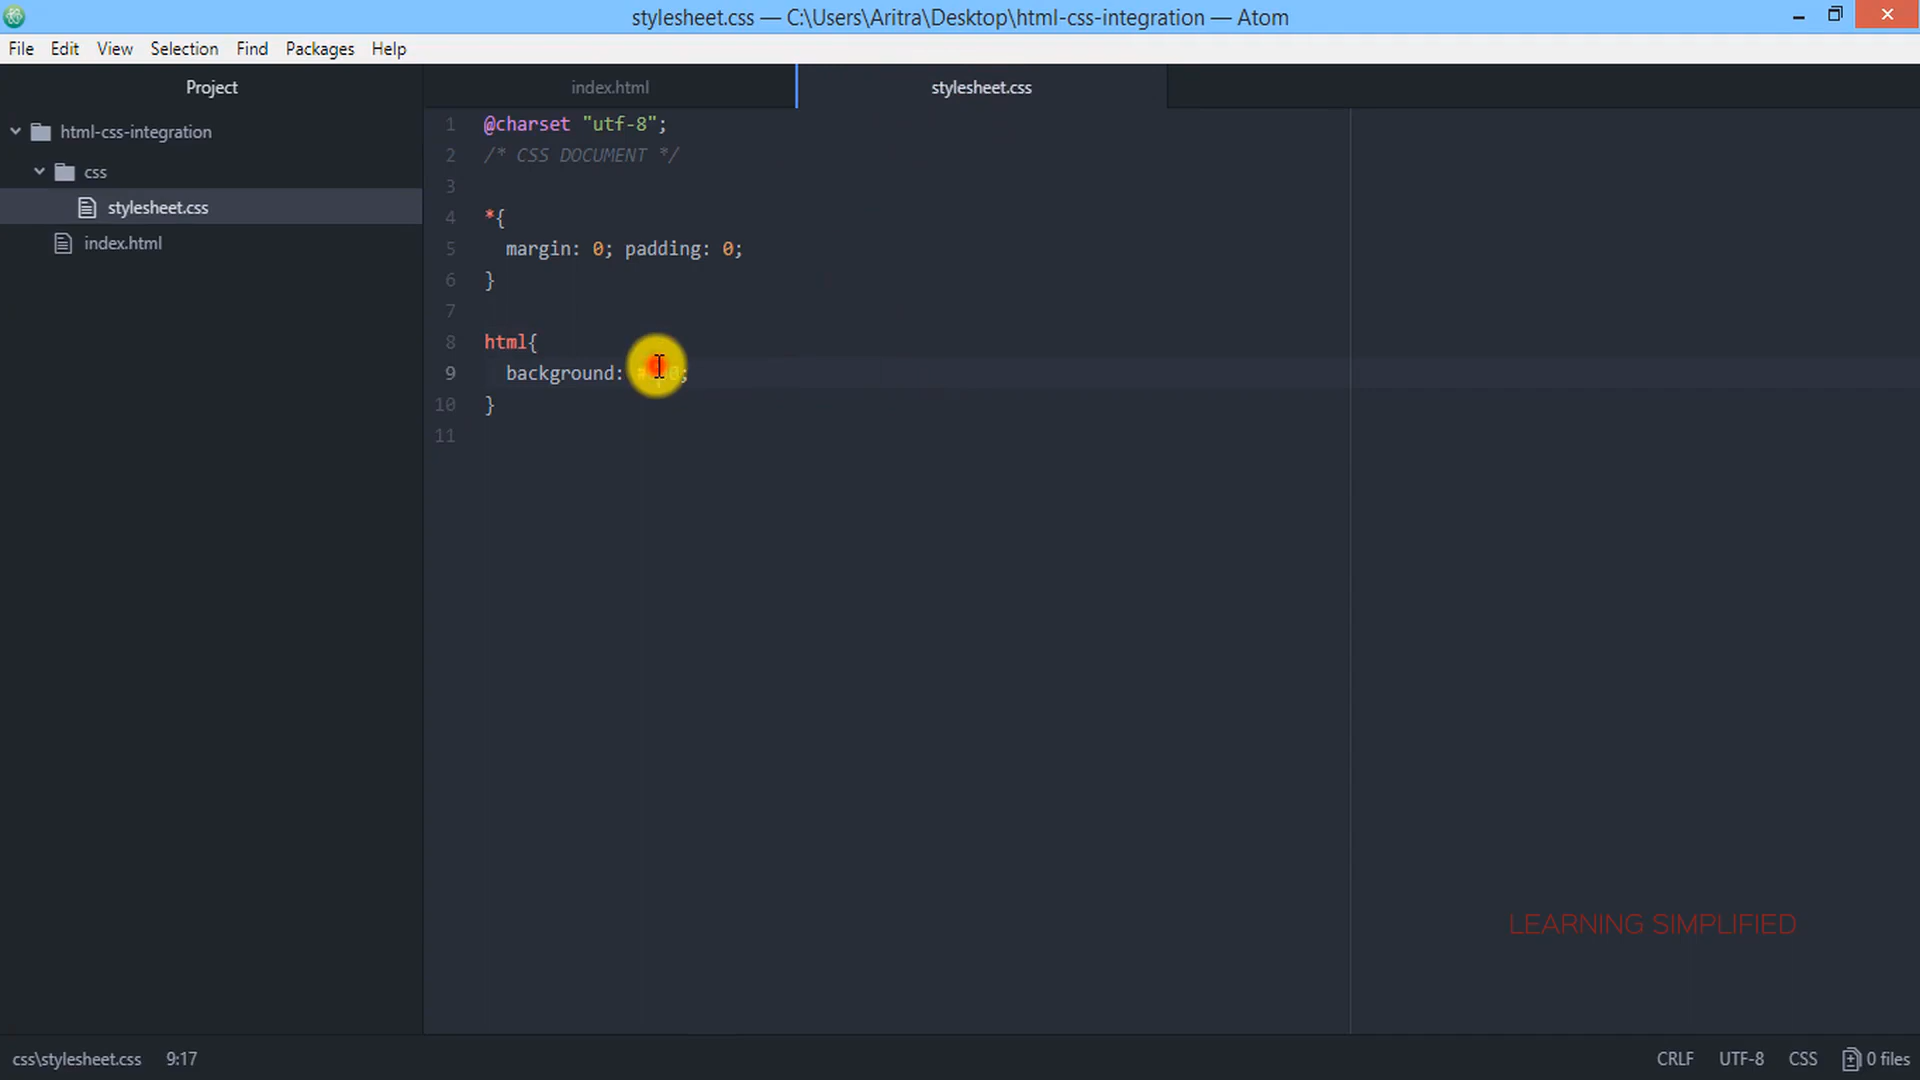 stylesheet.css — C:\Users\Aritra\Desktop\html-css-integration — Atom
File Edit View Selection Find Packages Help
Project
index.html
stylesheet.css
html-css-integration
css
stylesheet.css
index.html
1 @charset "utf-8";
2 /* CSS DOCUMENT */
3
4 *{
5 margin: 0; padding: 0;
6 }
7
8 html{
9 background:
10 }
11
LEARNING SIMPLIFIED
css\stylesheet.css 9:17
CRLF UTF-8 CSS 0 files